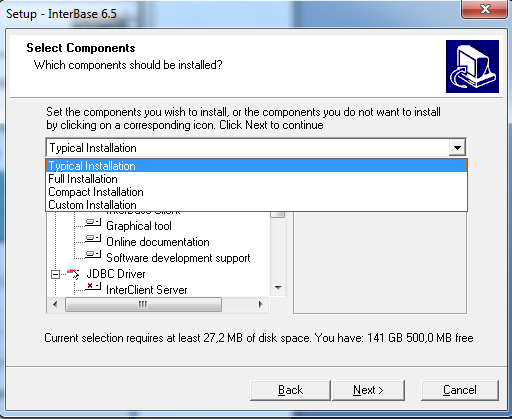 Setup - InterBase 6.5
Select Components
Which components should be installed?
Set the components you wish to install, or the components you do not want to install
by clicking on a corresponding icon. Click Next to continue
Typical Installation
Typical Installation
Full Installation
Compact Installation
Custom Installation
InterBase Client
Graphical tool
Online documentation
Software development support
JDBC Driver
InterClient Server
Current selection requires at least 27,2 MB of disk space. You have: 141 GB 500,0 MB free
Back
Next >
Cancel